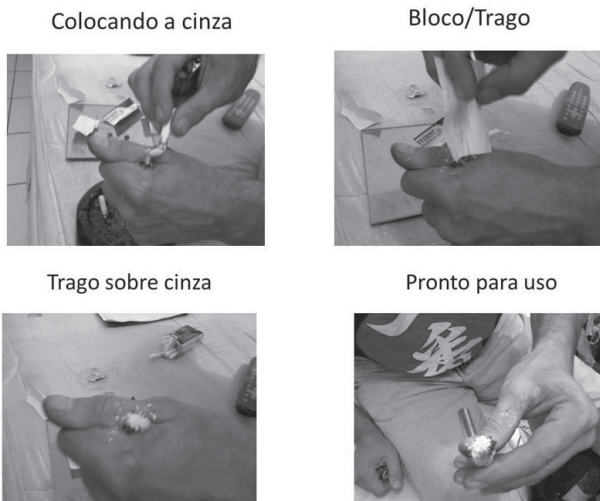 Colocando a cinza
Bloco/Trago
Trago sobre cinza
Pronto para uso